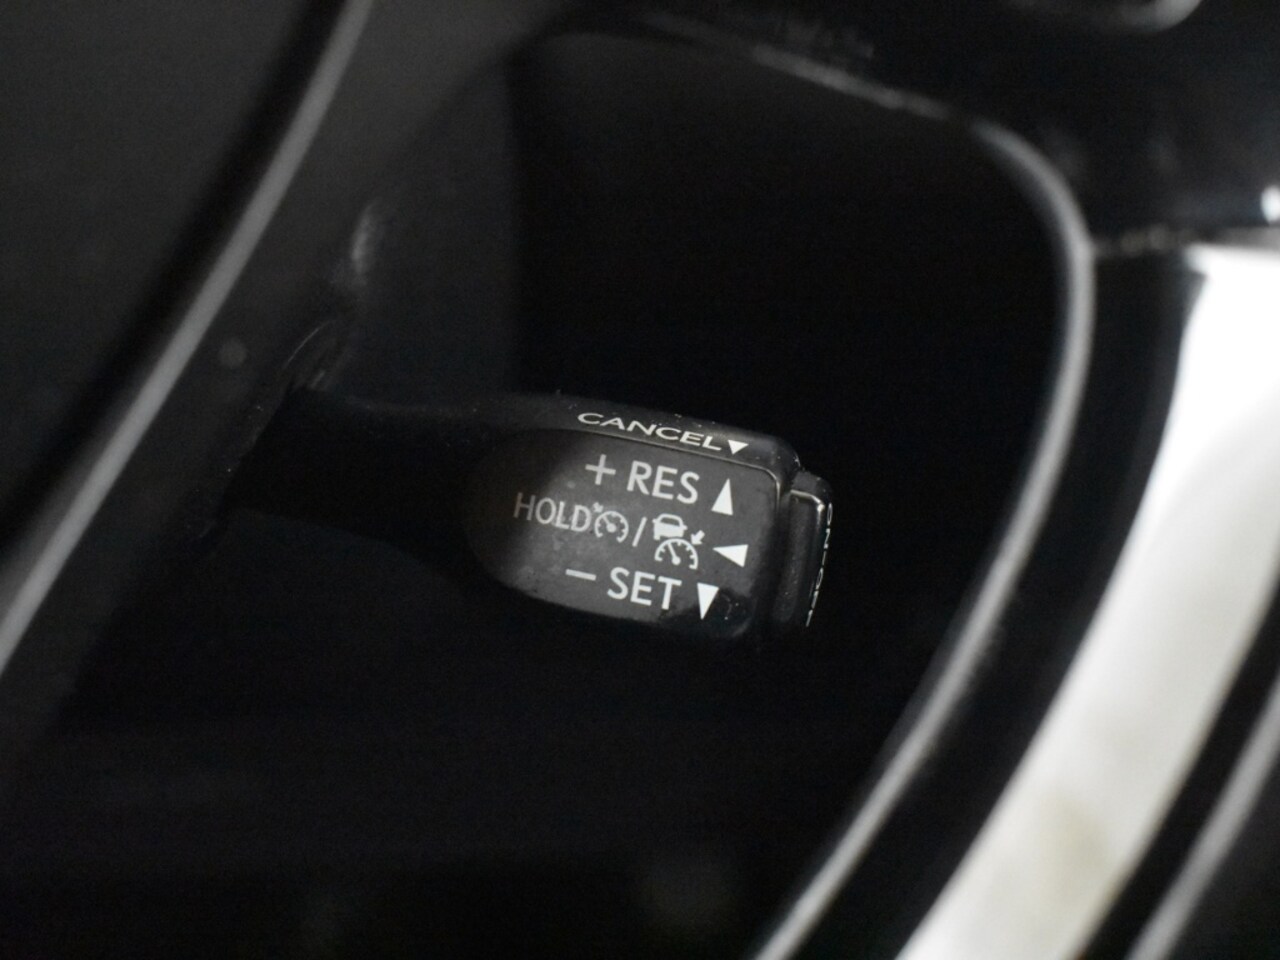 CANCEL▼
+ RES ▲
HOLD / ◀
− SET ▼